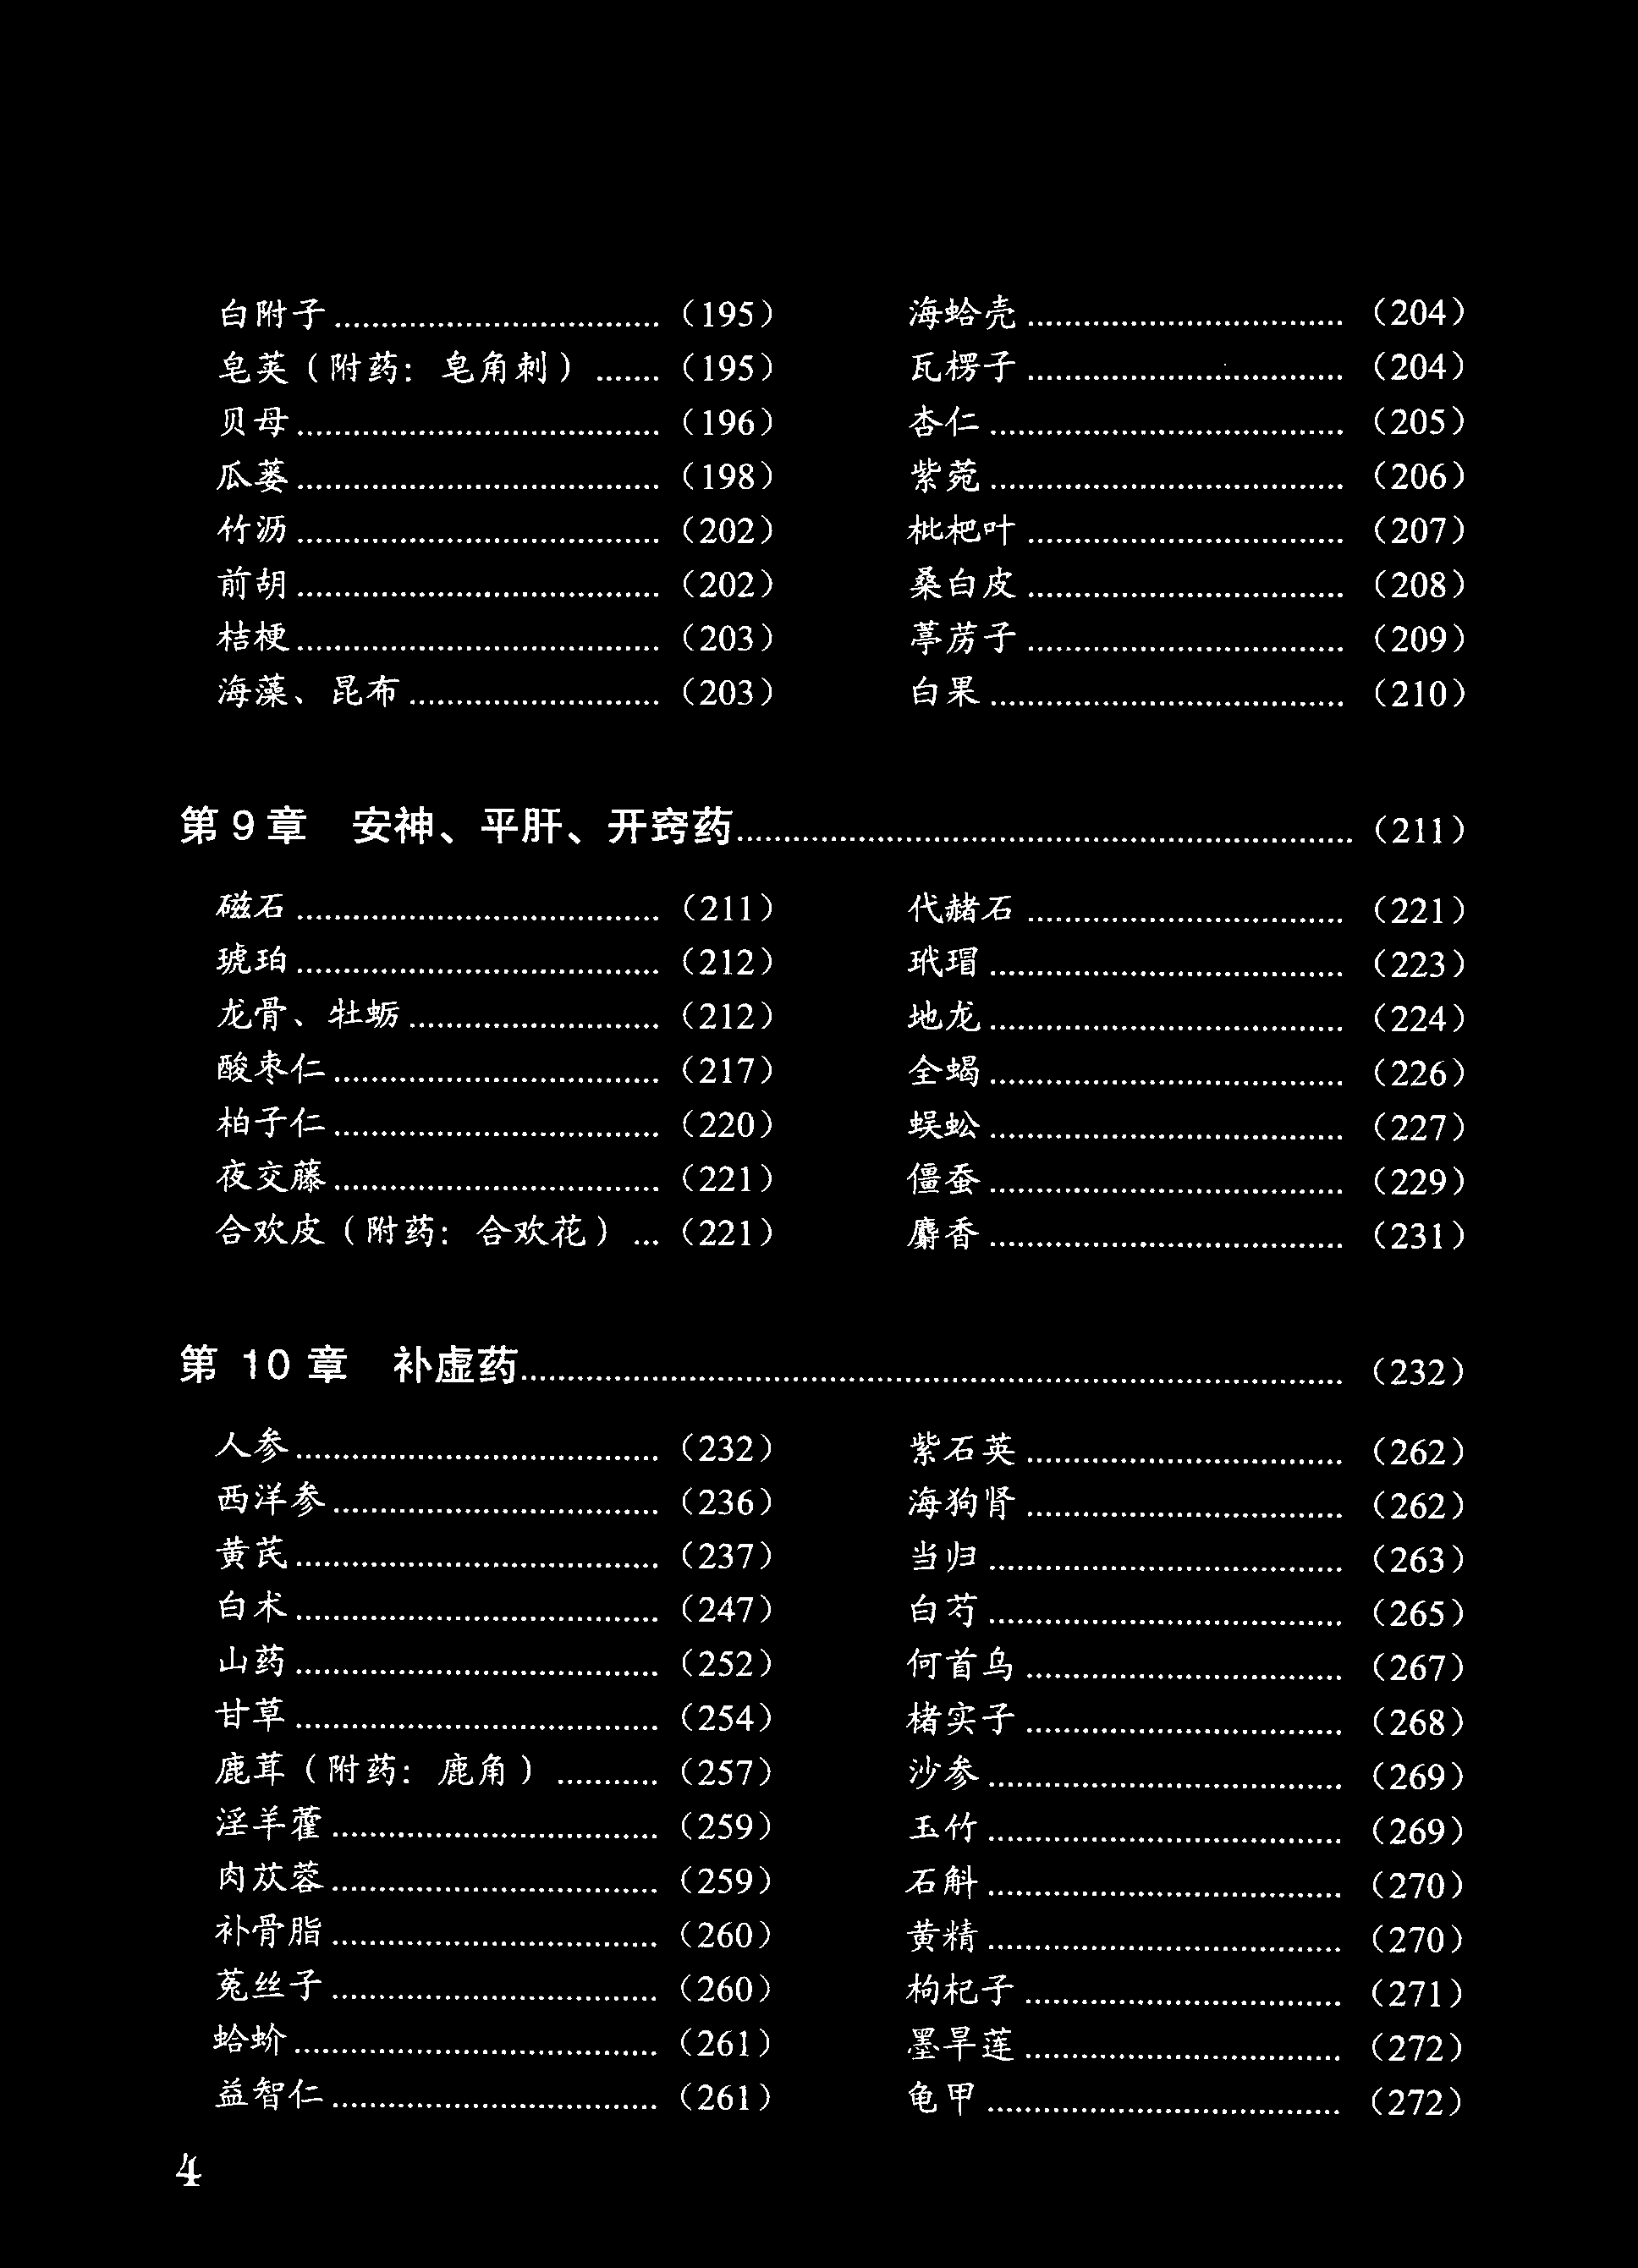 白附子……………………………（195）
皂荚（附药：皂角刺）……（195）
贝母………………………………（196）
瓜蒌………………………………（198）
竹沥………………………………（202）
前胡………………………………（202）
桔梗………………………………（203）
海藻、昆布………………………（203）
海蛤壳……………………………（204）
瓦楞子……………………………（204）
杏仁………………………………（205）
紫菀………………………………（206）
枇杷叶……………………………（207）
桑白皮……………………………（208）
葶苈子……………………………（209）
白果………………………………（210）
第9章 安神、平肝、开窍药………………………………………………（211）
磁石………………………………（211）
琥珀………………………………（212）
龙骨、牡蛎………………………（212）
酸枣仁……………………………（217）
柏子仁……………………………（220）
夜交藤……………………………（221）
合欢皮（附药：合欢花）…（221）
代赭石……………………………（221）
玳瑁………………………………（223）
地龙………………………………（224）
全蝎………………………………（226）
蜈蚣………………………………（227）
僵蚕………………………………（229）
麝香………………………………（231）
第10章 补虚药……………………………………………………………（232）
人参………………………………（232）
西洋参……………………………（236）
黄芪………………………………（237）
白术………………………………（247）
山药………………………………（252）
甘草………………………………（254）
鹿茸（附药：鹿角）…………（257）
淫羊藿……………………………（259）
肉苁蓉……………………………（259）
补骨脂……………………………（260）
菟丝子……………………………（260）
蛤蚧………………………………（261）
益智仁……………………………（261）
紫石英……………………………（262）
海狗肾……………………………（262）
当归………………………………（263）
白芍………………………………（265）
何首乌……………………………（267）
楮实子……………………………（268）
沙参………………………………（269）
玉竹………………………………（269）
石斛………………………………（270）
黄精………………………………（270）
枸杞子……………………………（271）
墨旱莲……………………………（272）
龟甲………………………………（272）
4